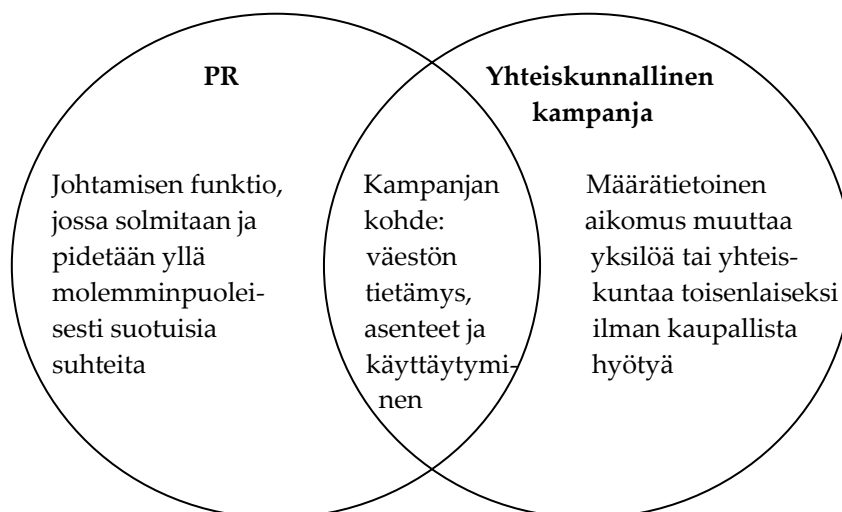 PR
Yhteiskunnallinen
kampanja
Johtamisen funktio,
jossa solmitaan ja
pidetään yllä
molemminpuolei-
sesti suotuisia
suhteita
Kampanjan
kohde:
väestön
tietämys,
asenteet ja
käyttäytymi-
nen
Määrätietoinen
aikomus muuttaa
yksilöä tai yhteis-
kuntaa toisenlaiseksi
ilman kaupallista
hyötyä